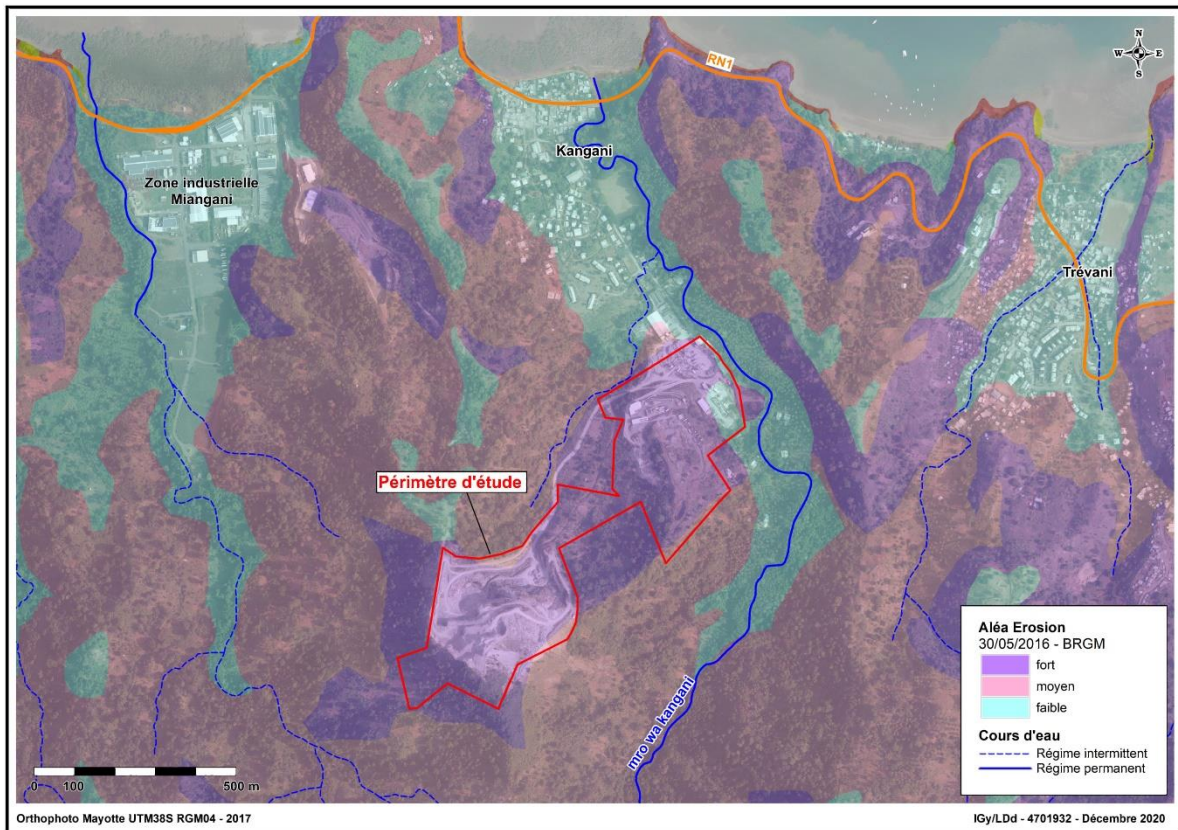 N
W E
S
RN1
Kangani
Zone industrielle
Miangani
Trévani
Périmètre d'étude
mro wa kangani
Aléa Erosion
30/05/2016 - BRGM
fort
moyen
faible
Cours d'eau
Régime intermittent
Régime permanent
0 100 500 m
Orthophoto Mayotte UTM38S RGM04 - 2017
IGy/LDd - 4701932 - Décembre 2020